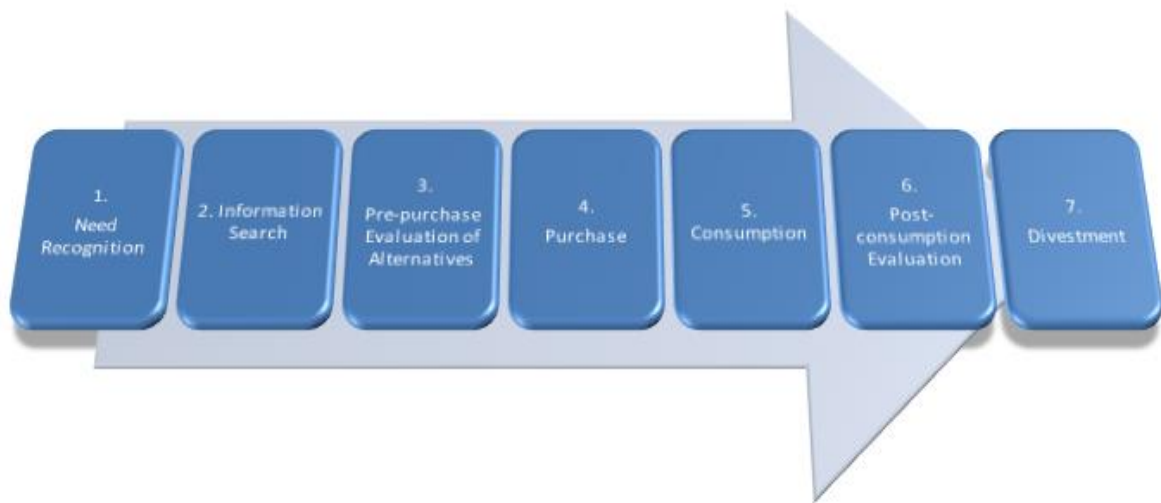 1.
Need
Recognition
2. Information
Search
3.
Pre-purchase
Evaluation of
Alternatives
4.
Purchase
5.
Consumption
6.
Post-
consumption
Evaluation
7.
Divestment